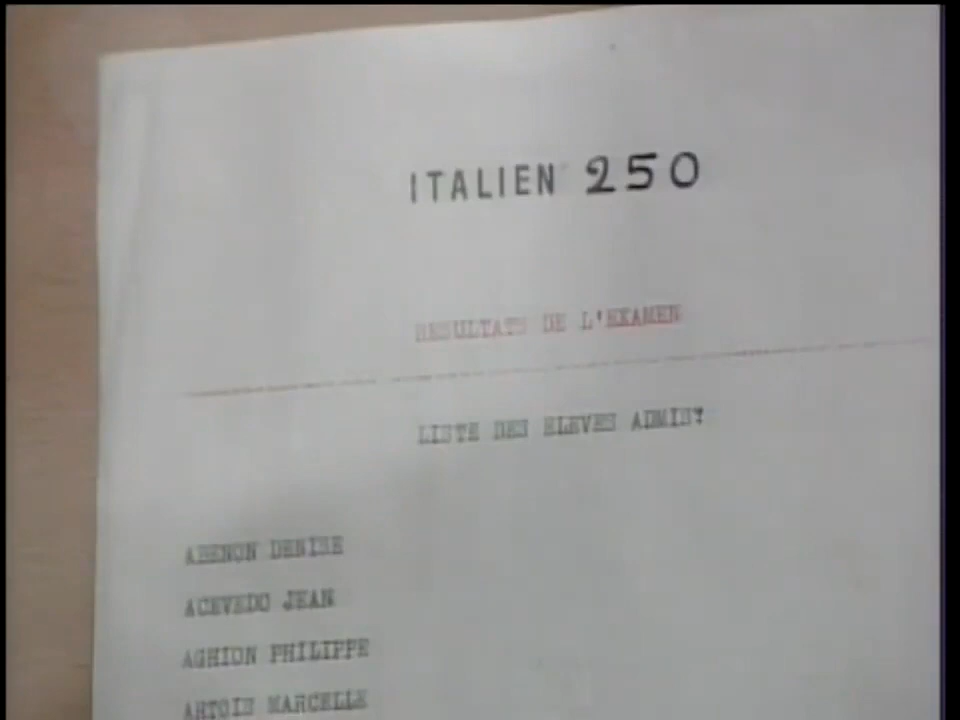 ITALIEN 250
RESULTATS DE L'EXAMEN
LISTE DES ELEVES ADMIS:
ABENON DENISE
ACEVEDO JEAN
AGHION PHILIPPE
ARTOIS MARCELLE